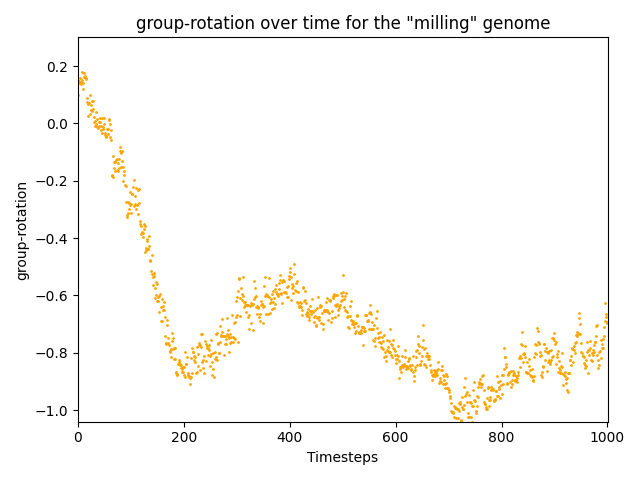 group-rotation over time for the "milling" genome
group-rotation
0.2
0.0
−0.2
−0.4
−0.6
−0.8
−1.0
0 200 400 600 800 1000
Timesteps